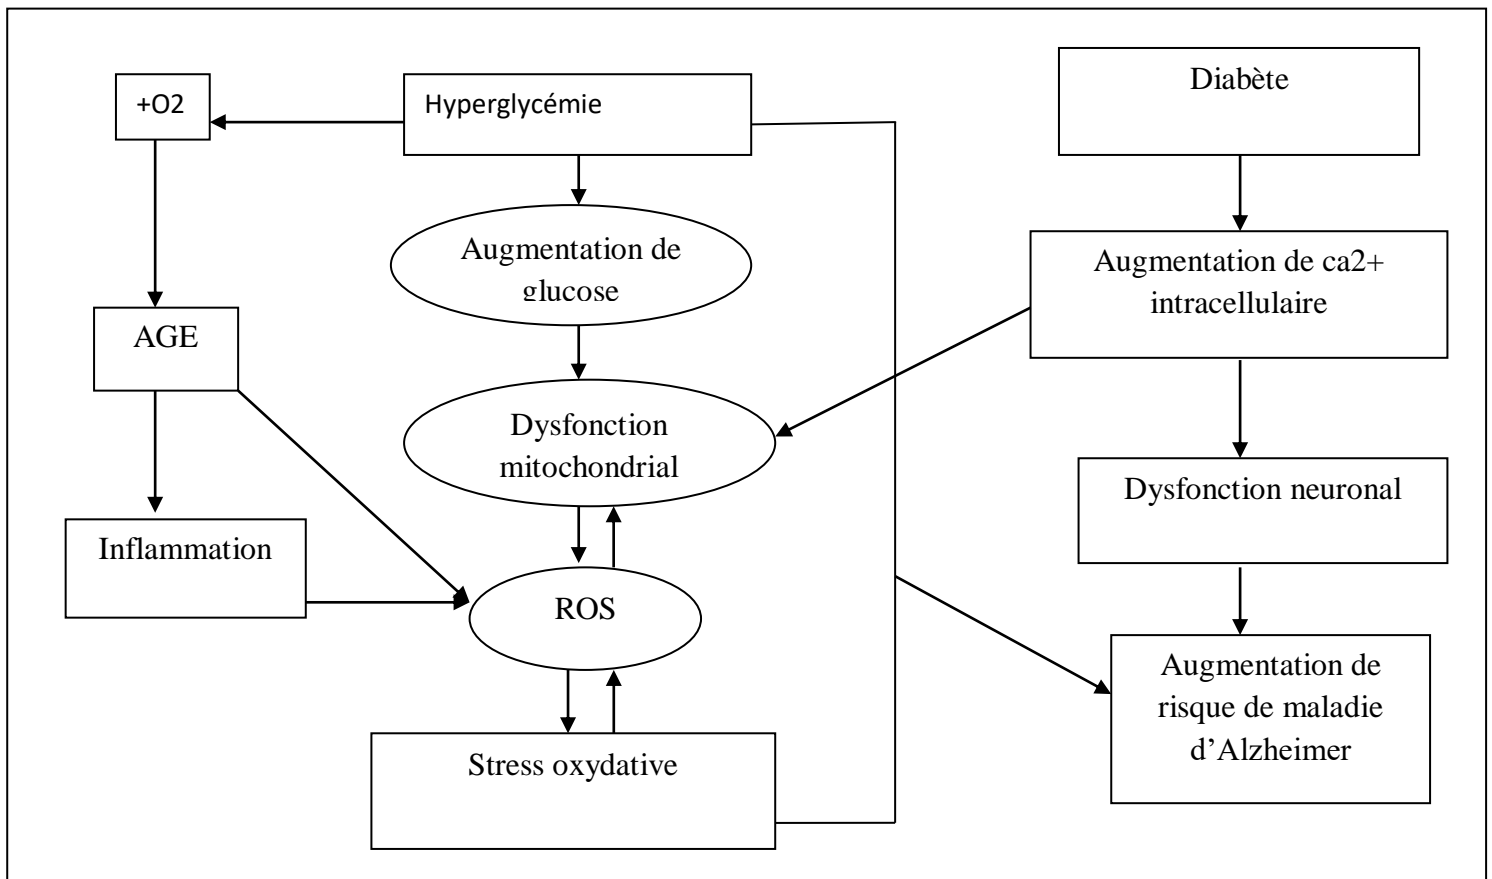 +O2
Hyperglycémie
Diabète
Augmentation de
glucose
Augmentation de ca2+
intracellulaire
AGE
Dysfonction
mitochondrial
Dysfonction neuronal
Inflammation
ROS
Augmentation de
risque de maladie
d’Alzheimer
Stress oxydative